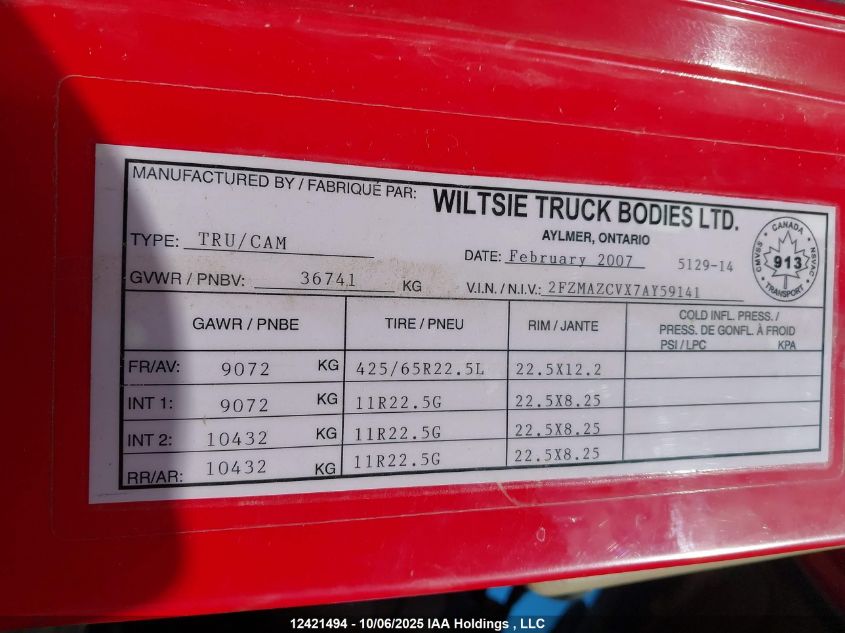 MANUFACTURED BY / FABRIQUÉ PAR: WILTSIE TRUCK BODIES LTD.
AYLMER, ONTARIO
TYPE: TRU/CAM DATE: February 2007 5129-14
GVWR / PNBV: 36741 KG V.I.N. / N.I.V.: 2FZMAZCVX7AY59141
CANADA
CMVSS 913 NSVAC
TRANSPORT
GAWR / PNBE TIRE / PNEU RIM / JANTE COLD INFL. PRESS. /
PRESS. DE GONFL. À FROID
PSI / LPC KPA
FR/AV: 9072 KG 425/65R22.5L 22.5X12.2
INT 1: 9072 KG 11R22.5G 22.5X8.25
INT 2: 10432 KG 11R22.5G 22.5X8.25
RR/AR: 10432 KG 11R22.5G 22.5X8.25
12421494 - 10/06/2025 IAA Holdings , LLC